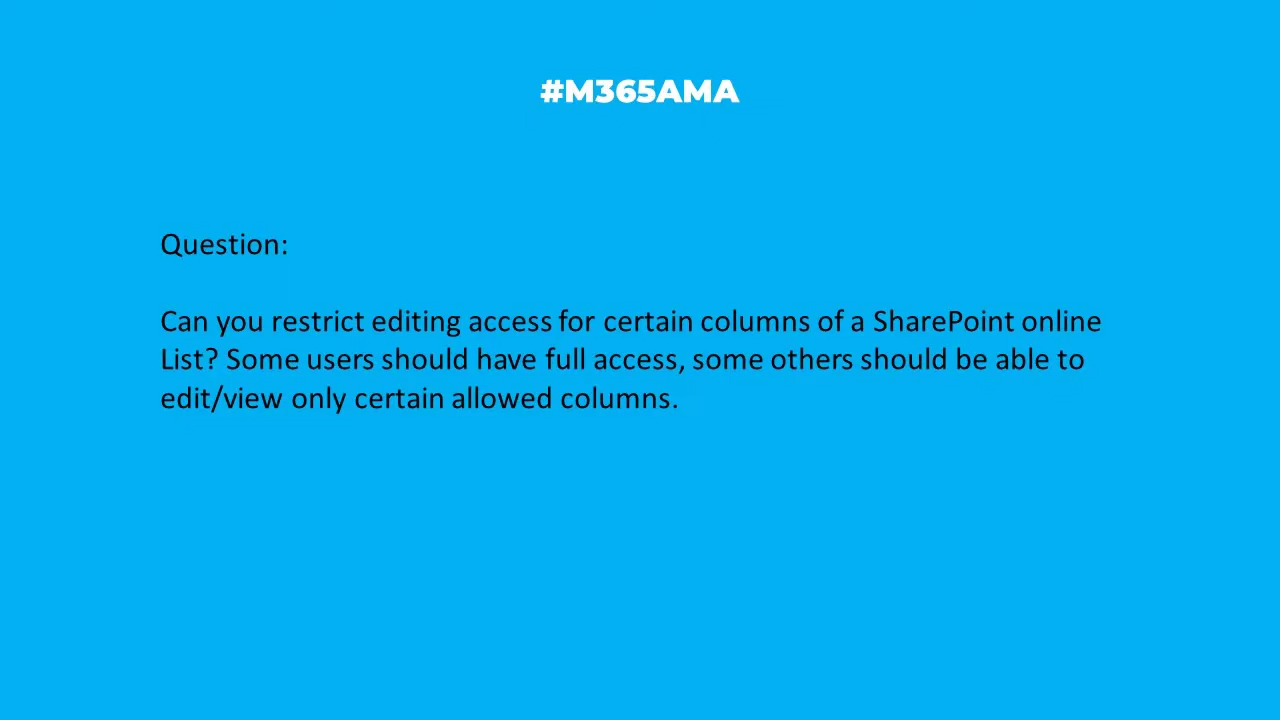 #M365AMA
Question:
Can you restrict editing access for certain columns of a SharePoint online
List? Some users should have full access, some others should be able to
edit/view only certain allowed columns.